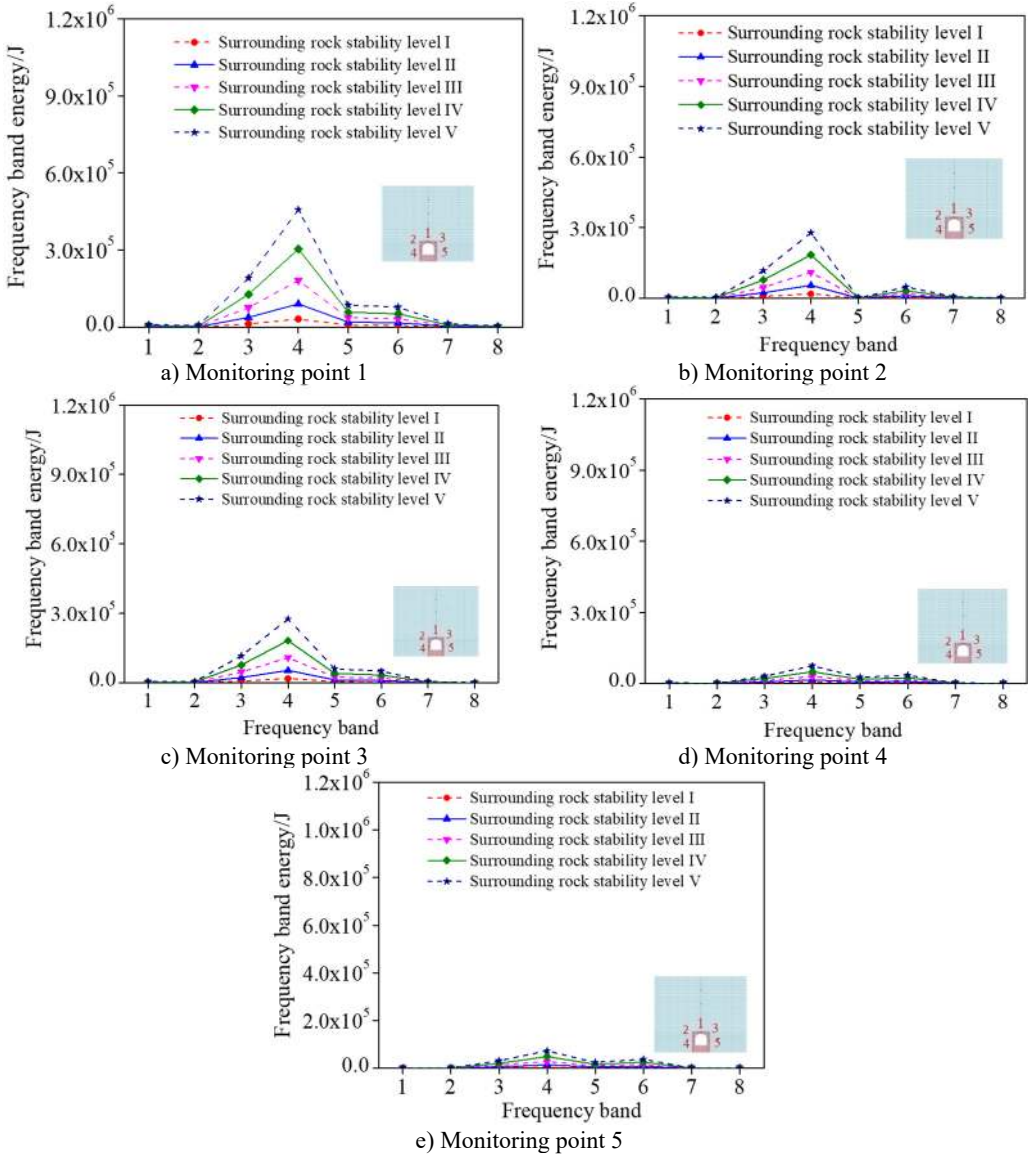 1.2x10^6
9.0x10^5
6.0x10^5
3.0x10^5
0.0
Frequency band energy/J
Surrounding rock stability level I
Surrounding rock stability level II
Surrounding rock stability level III
Surrounding rock stability level IV
Surrounding rock stability level V
1
2 3
4 5
1 2 3 4 5 6 7 8
a) Monitoring point 1
1.2x10^6
9.0x10^5
6.0x10^5
3.0x10^5
0.0
Frequency band energy/J
Surrounding rock stability level I
Surrounding rock stability level II
Surrounding rock stability level III
Surrounding rock stability level IV
Surrounding rock stability level V
1
2 3
4 5
1 2 3 4 5 6 7 8
Frequency band
b) Monitoring point 2
1.2x10^6
9.0x10^5
6.0x10^5
3.0x10^5
0.0
Frequency band energy/J
Surrounding rock stability level I
Surrounding rock stability level II
Surrounding rock stability level III
Surrounding rock stability level IV
Surrounding rock stability level V
1
2 3
4 5
1 2 3 4 5 6 7 8
Frequency band
c) Monitoring point 3
1.2x10^6
9.0x10^5
6.0x10^5
3.0x10^5
0.0
Frequency band energy/J
Surrounding rock stability level I
Surrounding rock stability level II
Surrounding rock stability level III
Surrounding rock stability level IV
Surrounding rock stability level V
1
2 3
4 5
1 2 3 4 5 6 7 8
Frequency band
d) Monitoring point 4
1.2x10^6
1.0x10^6
8.0x10^5
6.0x10^5
4.0x10^5
2.0x10^5
0.0
Frequency band energy/J
Surrounding rock stability level I
Surrounding rock stability level II
Surrounding rock stability level III
Surrounding rock stability level IV
Surrounding rock stability level V
1
2 3
4 5
1 2 3 4 5 6 7 8
Frequency band
e) Monitoring point 5